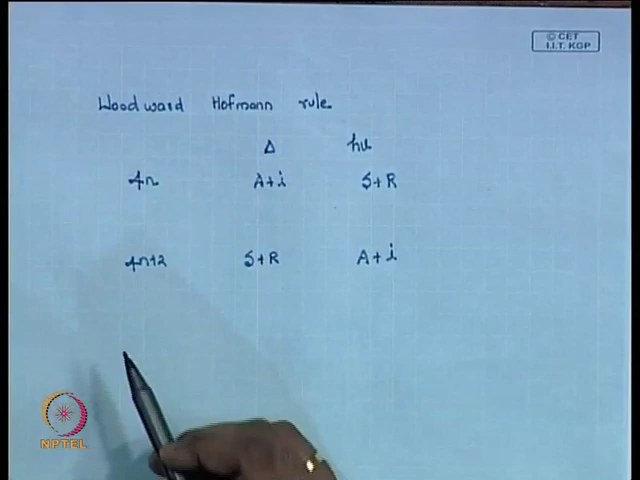 © CET
I.I.T. KGP
Woodward Hofmann rule
Δ hν
4n A+i S+R
4n+2 S+R A+i
NPTEL